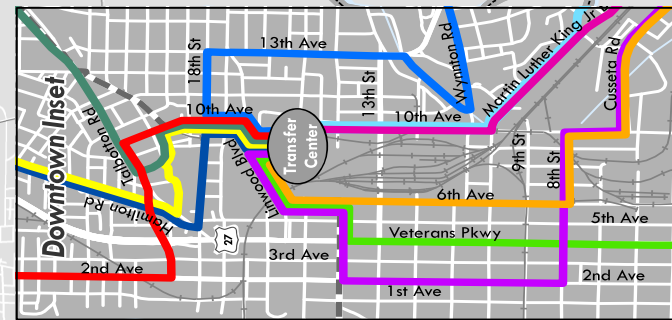 Downtown Inset
13th Ave
18th St
10th Ave
Talbotton Rd
Hamilton Rd
Linwood Blvd
Transfer
Center
13th St
10th Ave
Wynnton Rd
Martin Luther King Jr
Cusseta Rd
9th St
8th St
6th Ave
5th Ave
Veterans Pkwy
27
3rd Ave
2nd Ave
1st Ave
2nd Ave